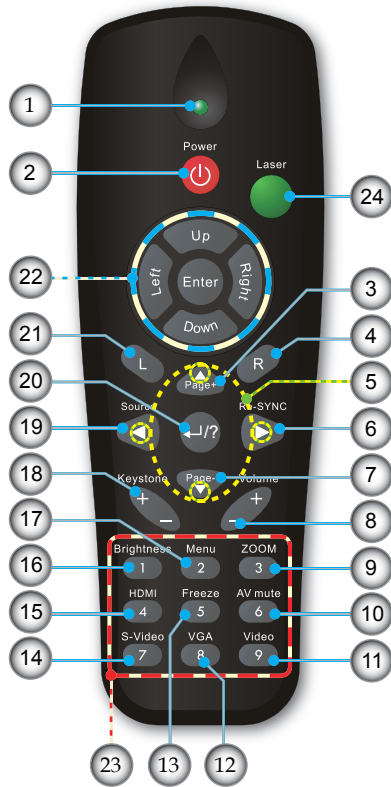 1
Power
2
Laser
24
Up
22
Left
Enter
Right
3
Down
21
L
R
4
Page+
20
5
Source
Re-SYNC
19
/?
6
18
Keystone
Page-
Volume
7
+
+
17
–
–
8
Brightness
Menu
ZOOM
16
1
2
3
9
HDMI
Freeze
AV mute
15
4
5
6
10
S-Video
VGA
Video
14
7
8
9
11
23
13
12